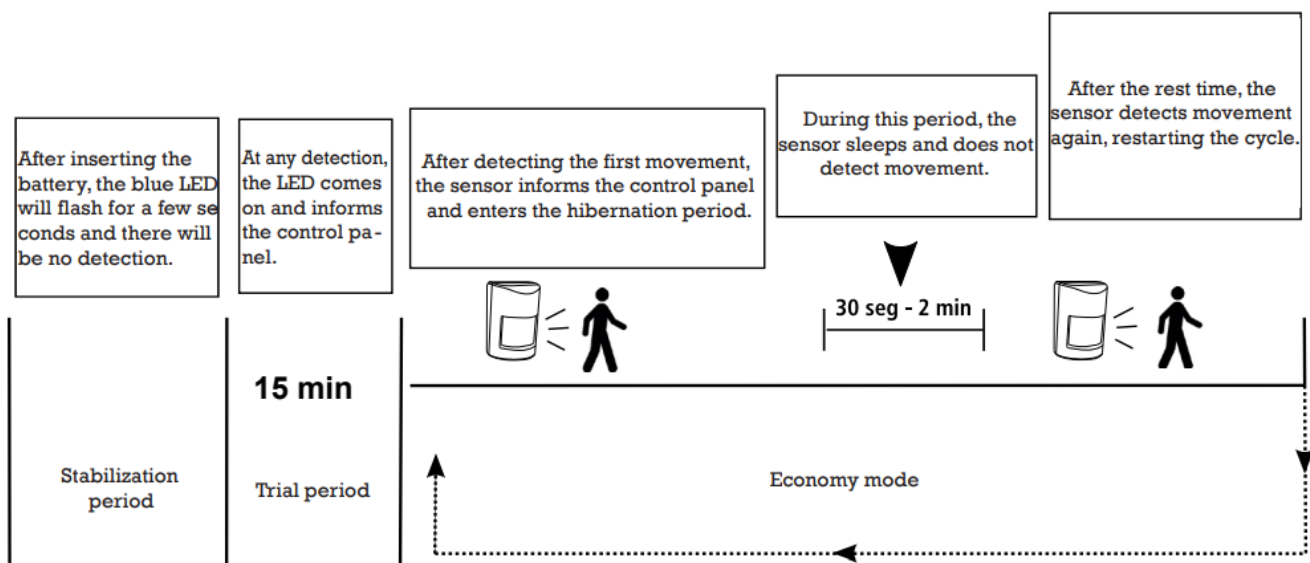 After inserting the
battery, the blue LED
will flash for a few se
conds and there will
be no detection.
At any detection,
the LED comes
on and informs
the control pa-
nel.
After detecting the first movement,
the sensor informs the control panel
and enters the hibernation period.
During this period, the
sensor sleeps and does not
detect movement.
After the rest time, the
sensor detects movement
again, restarting the cycle.
30 seg - 2 min
15 min
Stabilization
period
Trial period
Economy mode